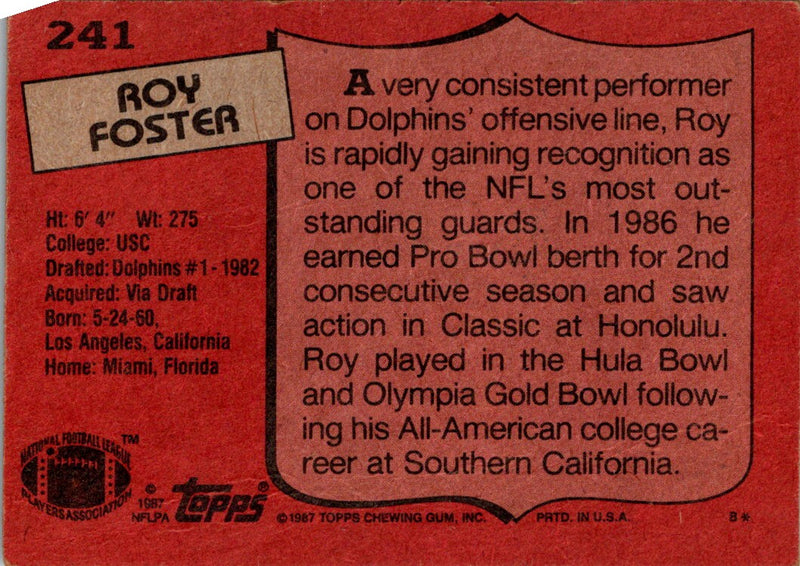 241
ROY
FOSTER
Ht: 6' 4" Wt: 275
College: USC
Drafted: Dolphins #1 - 1982
Acquired: Via Draft
Born: 5-24-60,
Los Angeles, California
Home: Miami, Florida
NATIONAL FOOTBALL LEAGUE
PLAYERS ASSOCIATION
™
©
1987
NFLPA
Topps®
A very consistent performer
on Dolphins' offensive line, Roy
is rapidly gaining recognition as
one of the NFL's most out-
standing guards. In 1986 he
earned Pro Bowl berth for 2nd
consecutive season and saw
action in Classic at Honolulu.
Roy played in the Hula Bowl
and Olympia Gold Bowl follow-
ing his All-American college ca-
reer at Southern California.
© 1987 TOPPS CHEWING GUM, INC. PRTD. IN U.S.A. B*